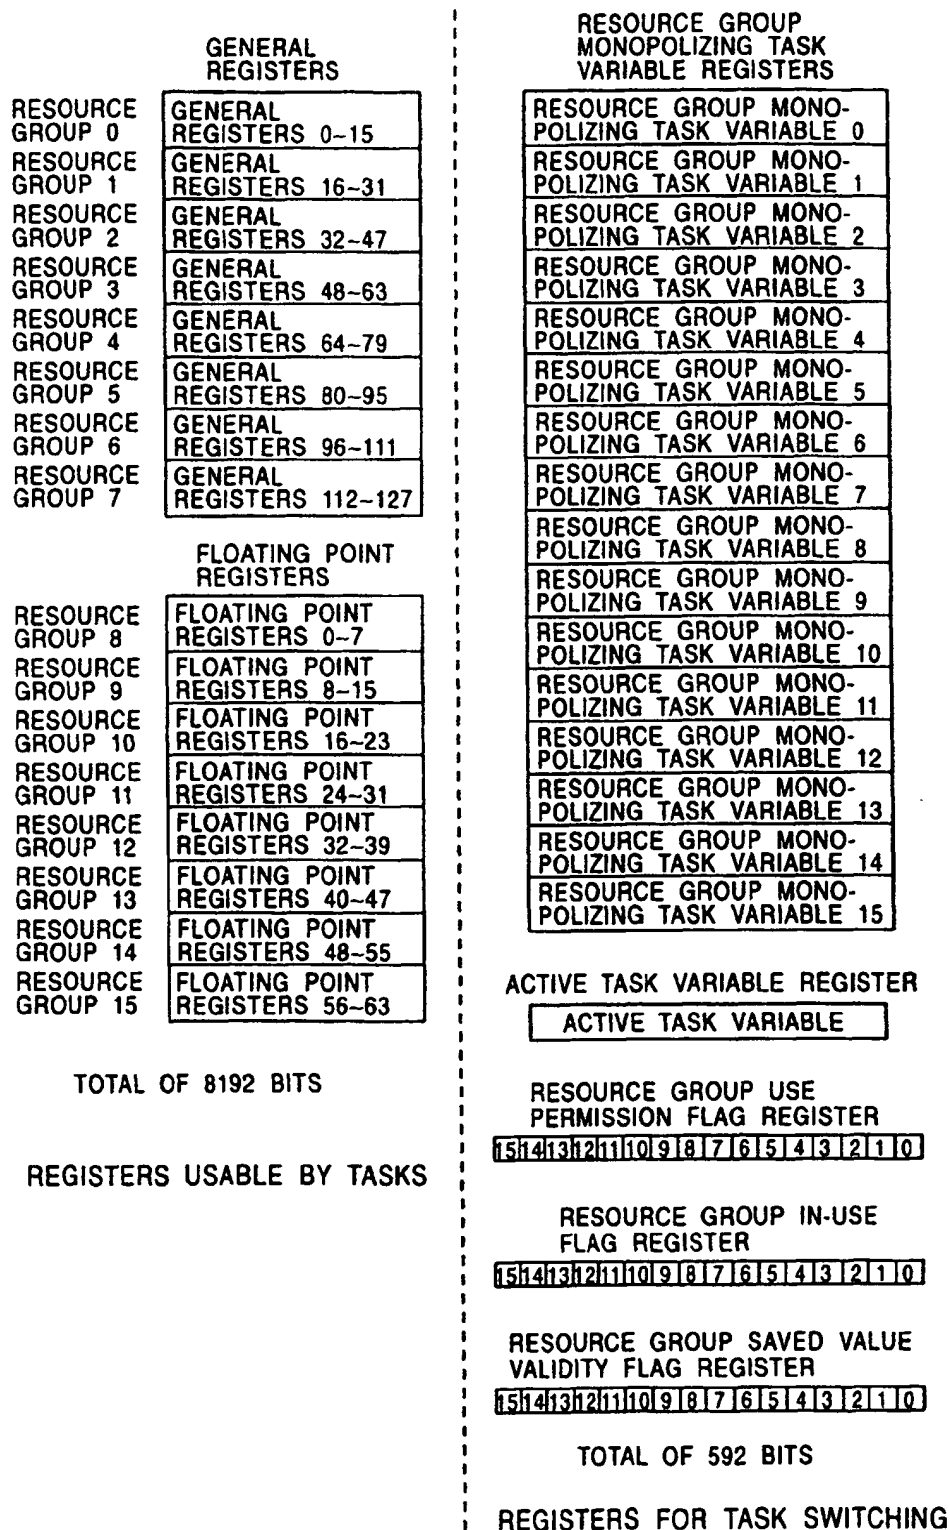 GENERAL
REGISTERS
RESOURCE
GROUP 0
GENERAL
REGISTERS 0~15
RESOURCE
GROUP 1
GENERAL
REGISTERS 16~31
RESOURCE
GROUP 2
GENERAL
REGISTERS 32~47
RESOURCE
GROUP 3
GENERAL
REGISTERS 48~63
RESOURCE
GROUP 4
GENERAL
REGISTERS 64~79
RESOURCE
GROUP 5
GENERAL
REGISTERS 80~95
RESOURCE
GROUP 6
GENERAL
REGISTERS 96~111
RESOURCE
GROUP 7
GENERAL
REGISTERS 112~127
FLOATING POINT
REGISTERS
RESOURCE
GROUP 8
FLOATING POINT
REGISTERS 0~7
RESOURCE
GROUP 9
FLOATING POINT
REGISTERS 8~15
RESOURCE
GROUP 10
FLOATING POINT
REGISTERS 16~23
RESOURCE
GROUP 11
FLOATING POINT
REGISTERS 24~31
RESOURCE
GROUP 12
FLOATING POINT
REGISTERS 32~39
RESOURCE
GROUP 13
FLOATING POINT
REGISTERS 40~47
RESOURCE
GROUP 14
FLOATING POINT
REGISTERS 48~55
RESOURCE
GROUP 15
FLOATING POINT
REGISTERS 56~63
TOTAL OF 8192 BITS
REGISTERS USABLE BY TASKS
RESOURCE GROUP
MONOPOLIZING TASK
VARIABLE REGISTERS
RESOURCE GROUP MONO-
POLIZING TASK VARIABLE 0
RESOURCE GROUP MONO-
POLIZING TASK VARIABLE 1
RESOURCE GROUP MONO-
POLIZING TASK VARIABLE 2
RESOURCE GROUP MONO-
POLIZING TASK VARIABLE 3
RESOURCE GROUP MONO-
POLIZING TASK VARIABLE 4
RESOURCE GROUP MONO-
POLIZING TASK VARIABLE 5
RESOURCE GROUP MONO-
POLIZING TASK VARIABLE 6
RESOURCE GROUP MONO-
POLIZING TASK VARIABLE 7
RESOURCE GROUP MONO-
POLIZING TASK VARIABLE 8
RESOURCE GROUP MONO-
POLIZING TASK VARIABLE 9
RESOURCE GROUP MONO-
POLIZING TASK VARIABLE 10
RESOURCE GROUP MONO-
POLIZING TASK VARIABLE 11
RESOURCE GROUP MONO-
POLIZING TASK VARIABLE 12
RESOURCE GROUP MONO-
POLIZING TASK VARIABLE 13
RESOURCE GROUP MONO-
POLIZING TASK VARIABLE 14
RESOURCE GROUP MONO-
POLIZING TASK VARIABLE 15
ACTIVE TASK VARIABLE REGISTER
ACTIVE TASK VARIABLE
RESOURCE GROUP USE
PERMISSION FLAG REGISTER
15 14 13 12 11 10 9 8 7 6 5 4 3 2 1 0
RESOURCE GROUP IN-USE
FLAG REGISTER
15 14 13 12 11 10 9 8 7 6 5 4 3 2 1 0
RESOURCE GROUP SAVED VALUE
VALIDITY FLAG REGISTER
15 14 13 12 11 10 9 8 7 6 5 4 3 2 1 0
TOTAL OF 592 BITS
REGISTERS FOR TASK SWITCHING